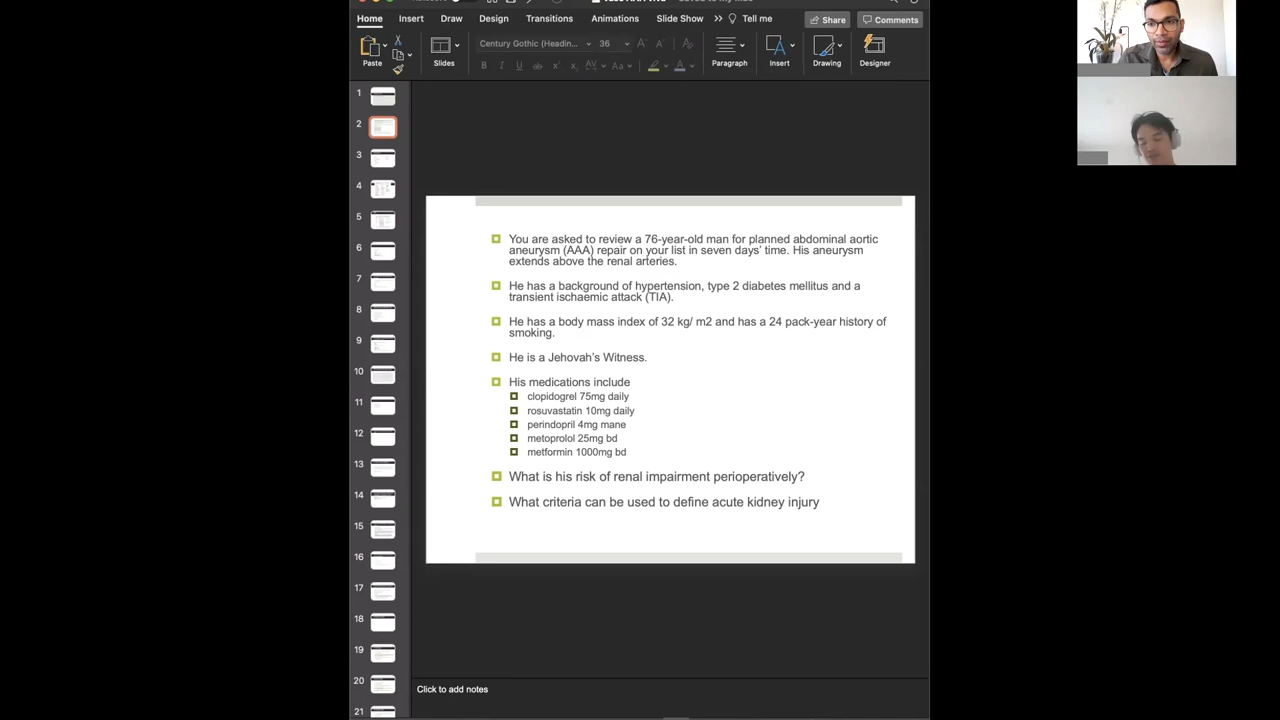 Home Insert Draw Design Transitions Animations Slide Show Tell me Share Comments
Century Gothic (Headin... 36
Paste Slides Paragraph Insert Drawing Designer
1
2
3
4
5
6
7
8
9
10
11
12
13
14
15
16
17
18
19
20
21
You are asked to review a 76-year-old man for planned abdominal aortic
aneurysm (AAA) repair on your list in seven days' time. His aneurysm
extends above the renal arteries.
He has a background of hypertension, type 2 diabetes mellitus and a
transient ischaemic attack (TIA).
He has a body mass index of 32 kg/ m2 and has a 24 pack-year history of
smoking.
He is a Jehovah's Witness.
His medications include
clopidogrel 75mg daily
rosuvastatin 10mg daily
perindopril 4mg mane
metoprolol 25mg bd
metformin 1000mg bd
What is his risk of renal impairment perioperatively?
What criteria can be used to define acute kidney injury
Click to add notes